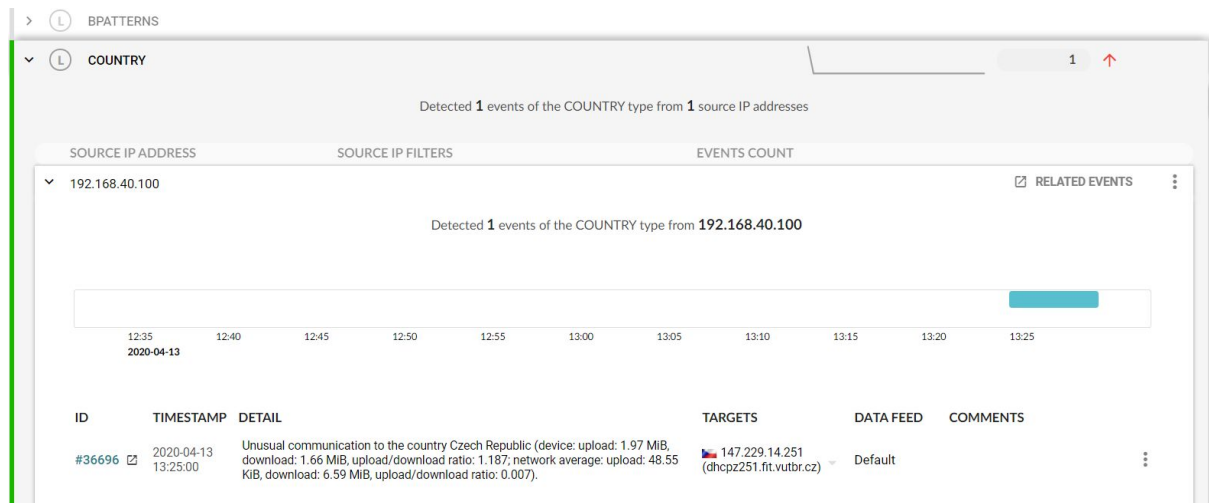 L BPATTERNS
L COUNTRY 1
Detected 1 events of the COUNTRY type from 1 source IP addresses
SOURCE IP ADDRESS SOURCE IP FILTERS EVENTS COUNT
192.168.40.100 RELATED EVENTS
Detected 1 events of the COUNTRY type from 192.168.40.100
12:35 12:40 12:45 12:50 12:55 13:00 13:05 13:10 13:15 13:20 13:25
2020-04-13
ID TIMESTAMP DETAIL TARGETS DATA FEED COMMENTS
#36696 2020-04-13 13:25:00 Unusual communication to the country Czech Republic (device: upload: 1.97 MiB,
download: 1.66 MiB, upload/download ratio: 1.187; network average: upload: 48.55
KiB, download: 6.59 MiB, upload/download ratio: 0.007).
147.229.14.251
(dhcpz251.fit.vutbr.cz)
Default